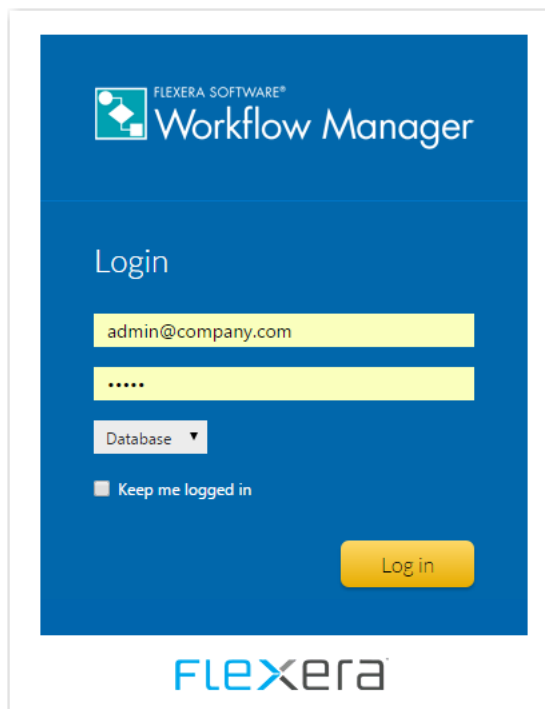 FLEXERA SOFTWARE®
Workflow Manager
Login
admin@company.com
•••••
Database ▼
Keep me logged in
Log in
FLEXERA